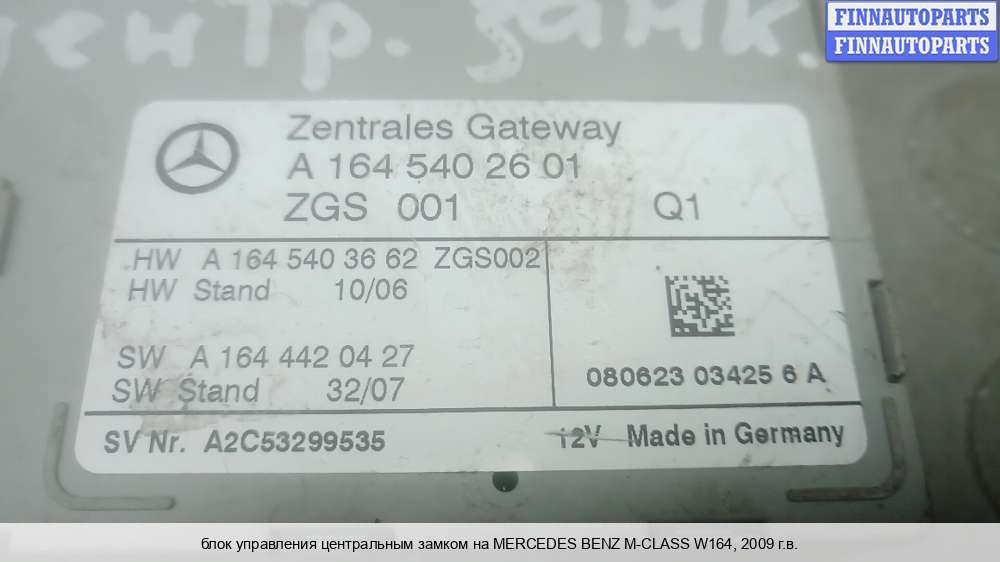 центр. замк.
FINNAUTOPARTS
FINNAUTOPARTS
Zentrales Gateway
A 164 540 26 01
ZGS 001 Q1
HW A 164 540 36 62 ZGS002
HW Stand 10/06
SW A 164 442 04 27
SW Stand 32/07
080623 03425 6 A
SV Nr. A2C53299535
12V Made in Germany
блок управления центральным замком на MERCEDES BENZ M-CLASS W164, 2009 г.в.